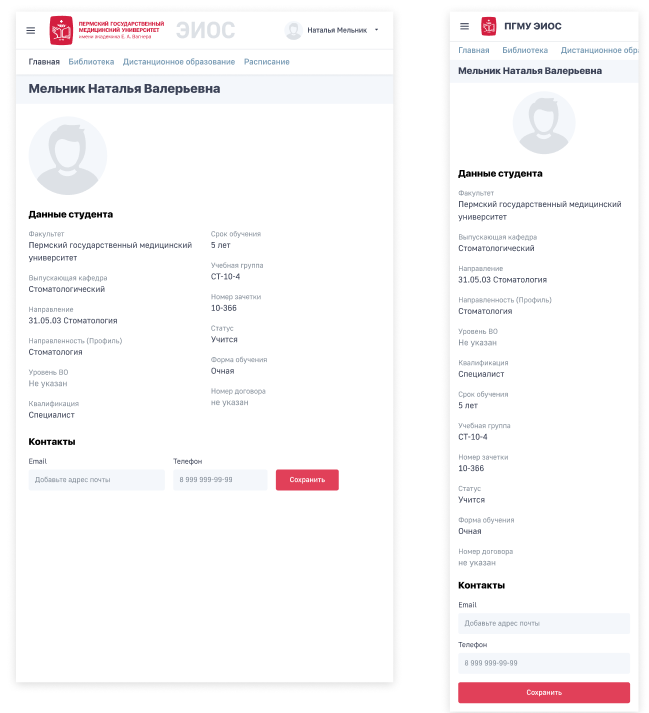 ПЕРМСКИЙ ГОСУДАРСТВЕННЫЙ
МЕДИЦИНСКИЙ УНИВЕРСИТЕТ
имени академика Е. А. Вагнера
ЭИОС
Наталья Мельник
Главная Библиотека Дистанционное образование Расписание
Мельник Наталья Валерьевна
Данные студента
Факультет
Пермский государственный медицинский
университет
Выпускающая кафедра
Стоматологический
Направление
31.05.03 Стоматология
Направленность (Профиль)
Стоматология
Уровень ВО
Не указан
Квалификация
Специалист
Срок обучения
5 лет
Учебная группа
СТ-10-4
Номер зачетки
10-366
Статус
Учится
Форма обучения
Очная
Номер договора
не указан
Контакты
Email
Добавьте адрес почты
Телефон
8 999 999-99-99
Сохранить
ПГМУ ЭИОС
Главная Библиотека Дистанционное обр
Мельник Наталья Валерьевна
Данные студента
Факультет
Пермский государственный медицинский
университет
Выпускающая кафедра
Стоматологический
Направление
31.05.03 Стоматология
Направленность (Профиль)
Стоматология
Уровень ВО
Не указан
Квалификация
Специалист
Срок обучения
5 лет
Учебная группа
СТ-10-4
Номер зачетки
10-366
Статус
Учится
Форма обучения
Очная
Номер договора
не указан
Контакты
Email
Добавьте адрес почты
Телефон
8 999 999-99-99
Сохранить